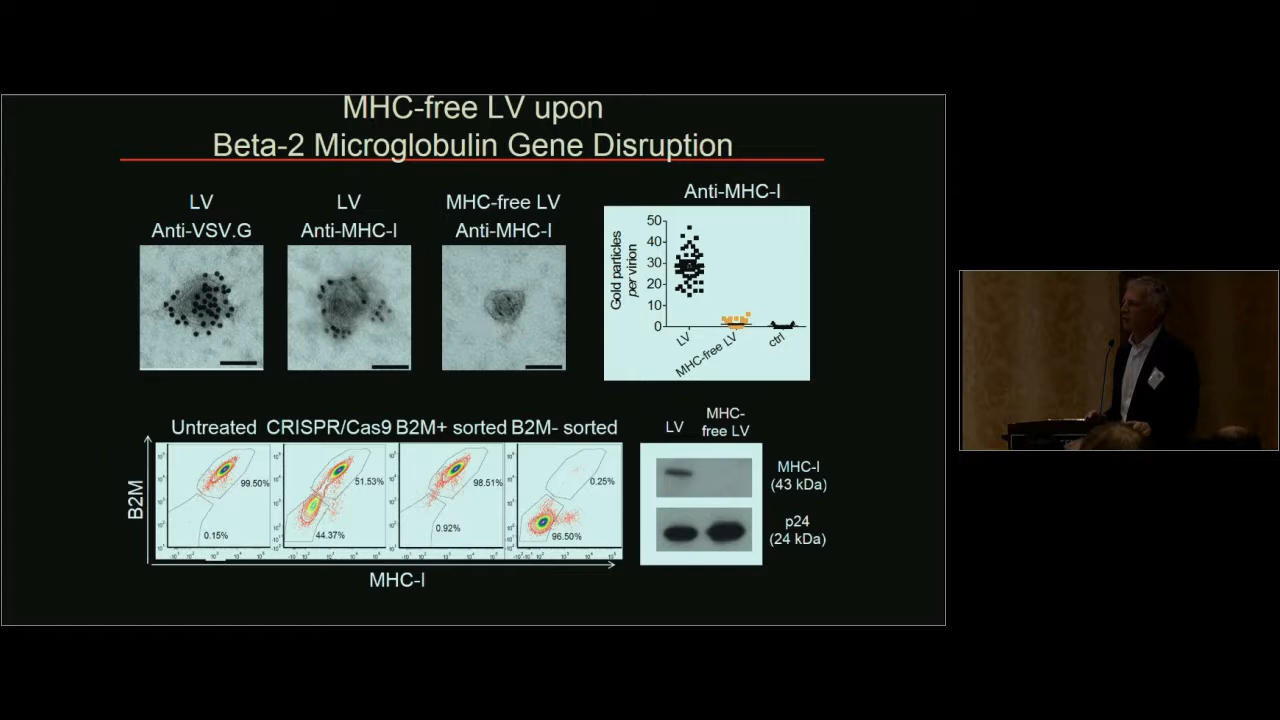 MHC-free LV upon
Beta-2 Microglobulin Gene Disruption
LV
Anti-VSV.G
LV
Anti-MHC-I
MHC-free LV
Anti-MHC-I
Anti-MHC-I
Gold particles
per virion
50
40
30
20
10
0
LV
MHC-free LV
ctrl
Untreated
CRISPR/Cas9
B2M+ sorted
B2M- sorted
B2M
99.50%
0.15%
51.53%
44.37%
98.51%
0.92%
0.25%
96.50%
MHC-I
LV
MHC-
free LV
MHC-I
(43 kDa)
p24
(24 kDa)